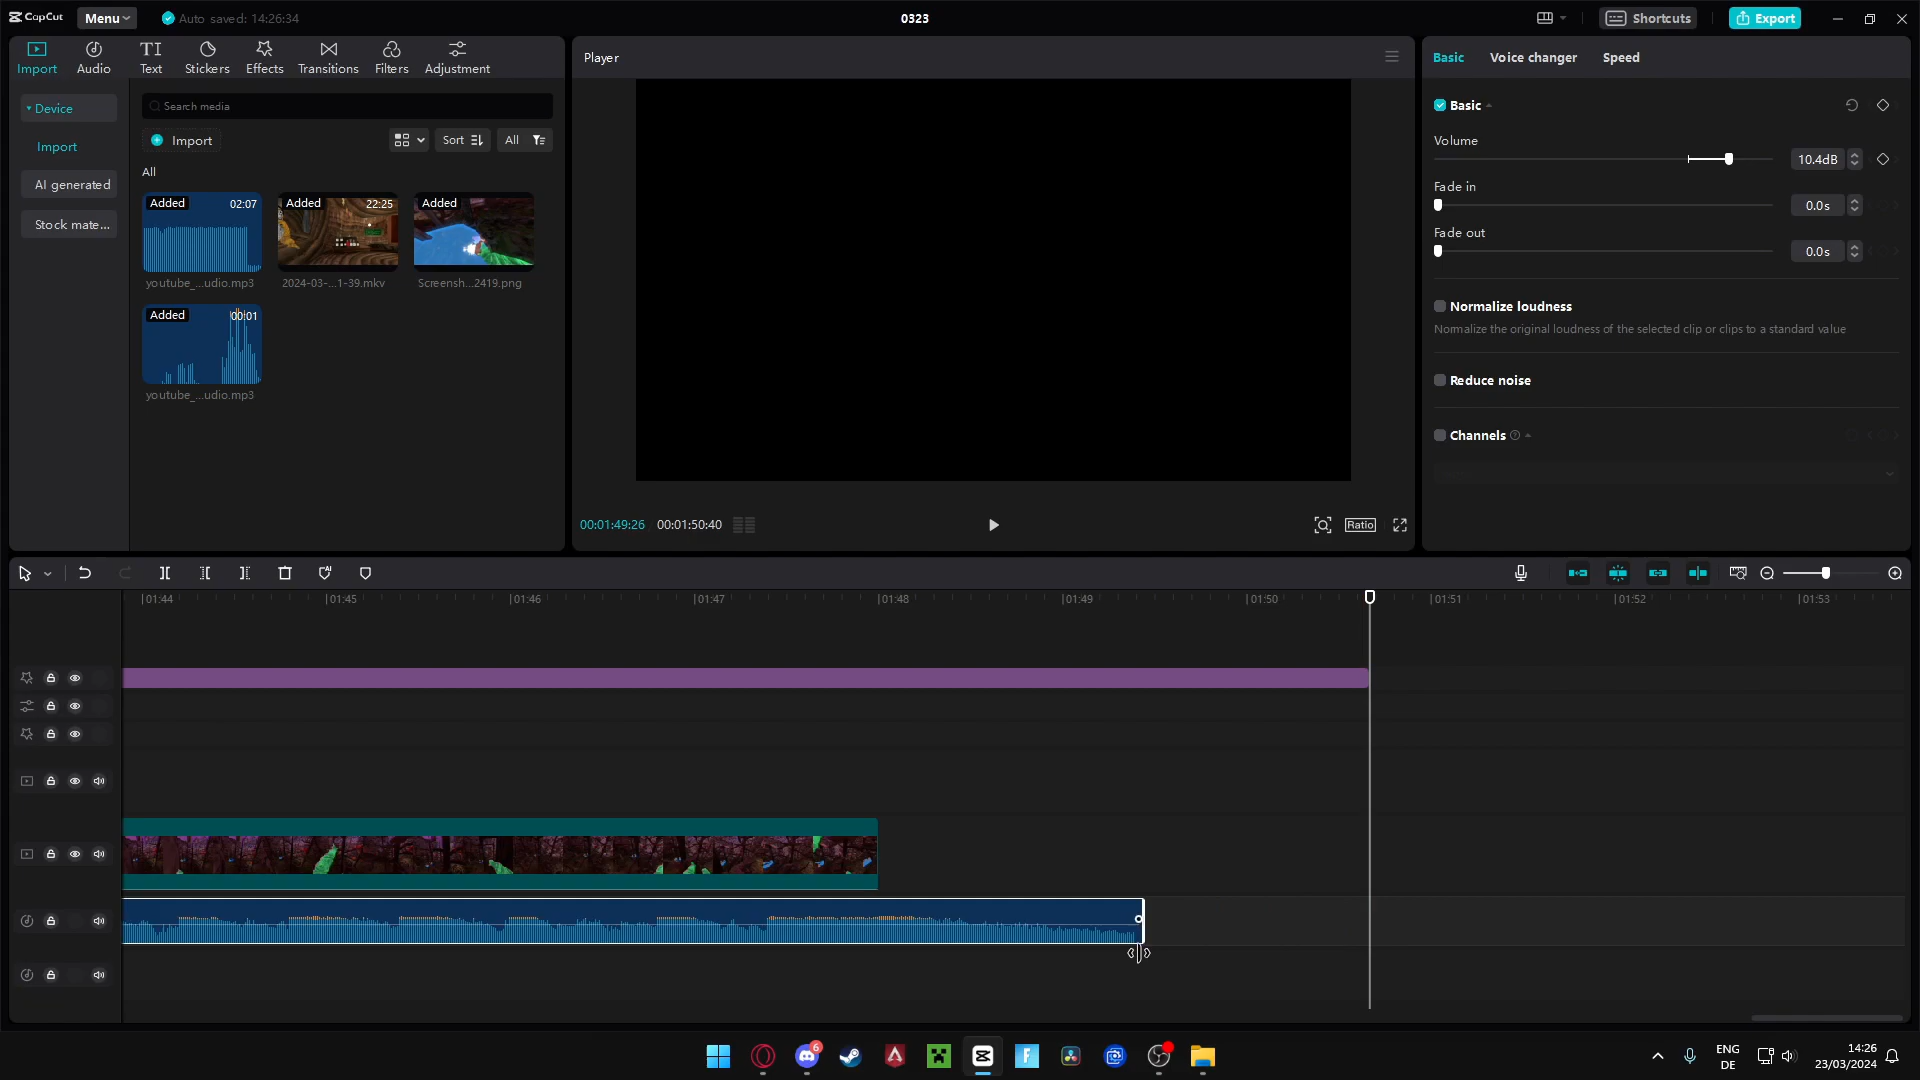 CapCut
Menu
Auto saved: 14:26:34
0323
Shortcuts
Export
Import
Audio
TI
Text
Stickers
Effects
Transitions
Filters
Adjustment
Player
Basic
Voice changer
Speed
Device
Import
AI generated
Stock mate...
Search media
Import
Sort
All
All
Added
02:07
youtube_...udio.mp3
Added
22:25
2024-03-...1-39.mkv
Added
Screensh...2419.png
Added
00:01
youtube_...udio.mp3
Basic
Volume
10.4dB
Fade in
0.0s
Fade out
0.0s
Normalize loudness
Normalize the original loudness of the selected clip or clips to a standard value
Reduce noise
Channels
00:01:49:26
00:01:50:40
Ratio
01:44
01:45
01:46
01:47
01:48
01:49
01:50
01:51
01:52
01:53
6
ENG
DE
14:26
23/03/2024